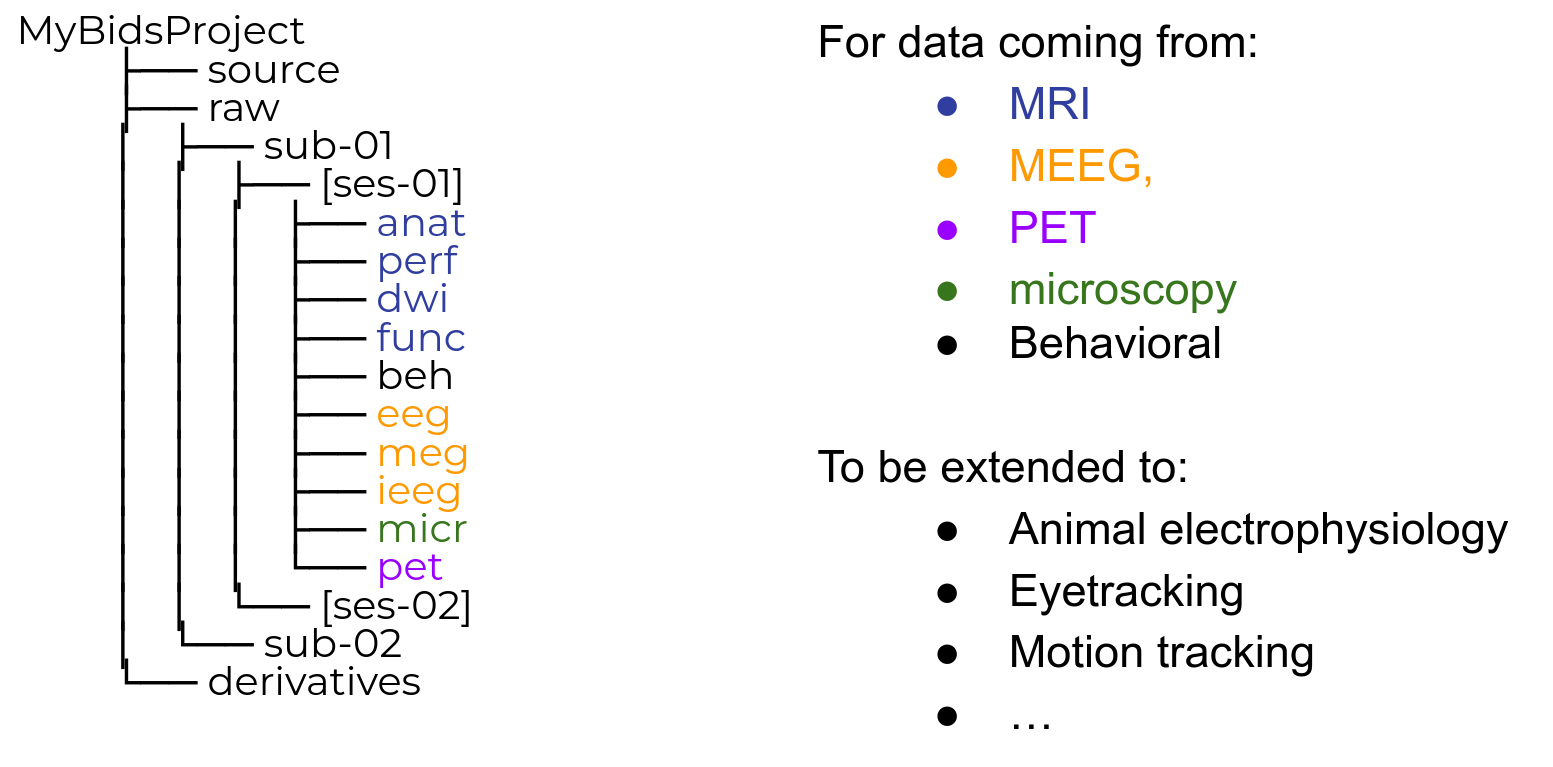 MyBidsProject
source
raw
sub-01
[ses-01]
anat
perf
dwi
func
beh
eeg
meg
ieeg
micr
pet
[ses-02]
sub-02
derivatives
For data coming from:
● MRI
● MEEG,
● PET
● microscopy
● Behavioral
To be extended to:
● Animal electrophysiology
● Eyetracking
● Motion tracking
● …